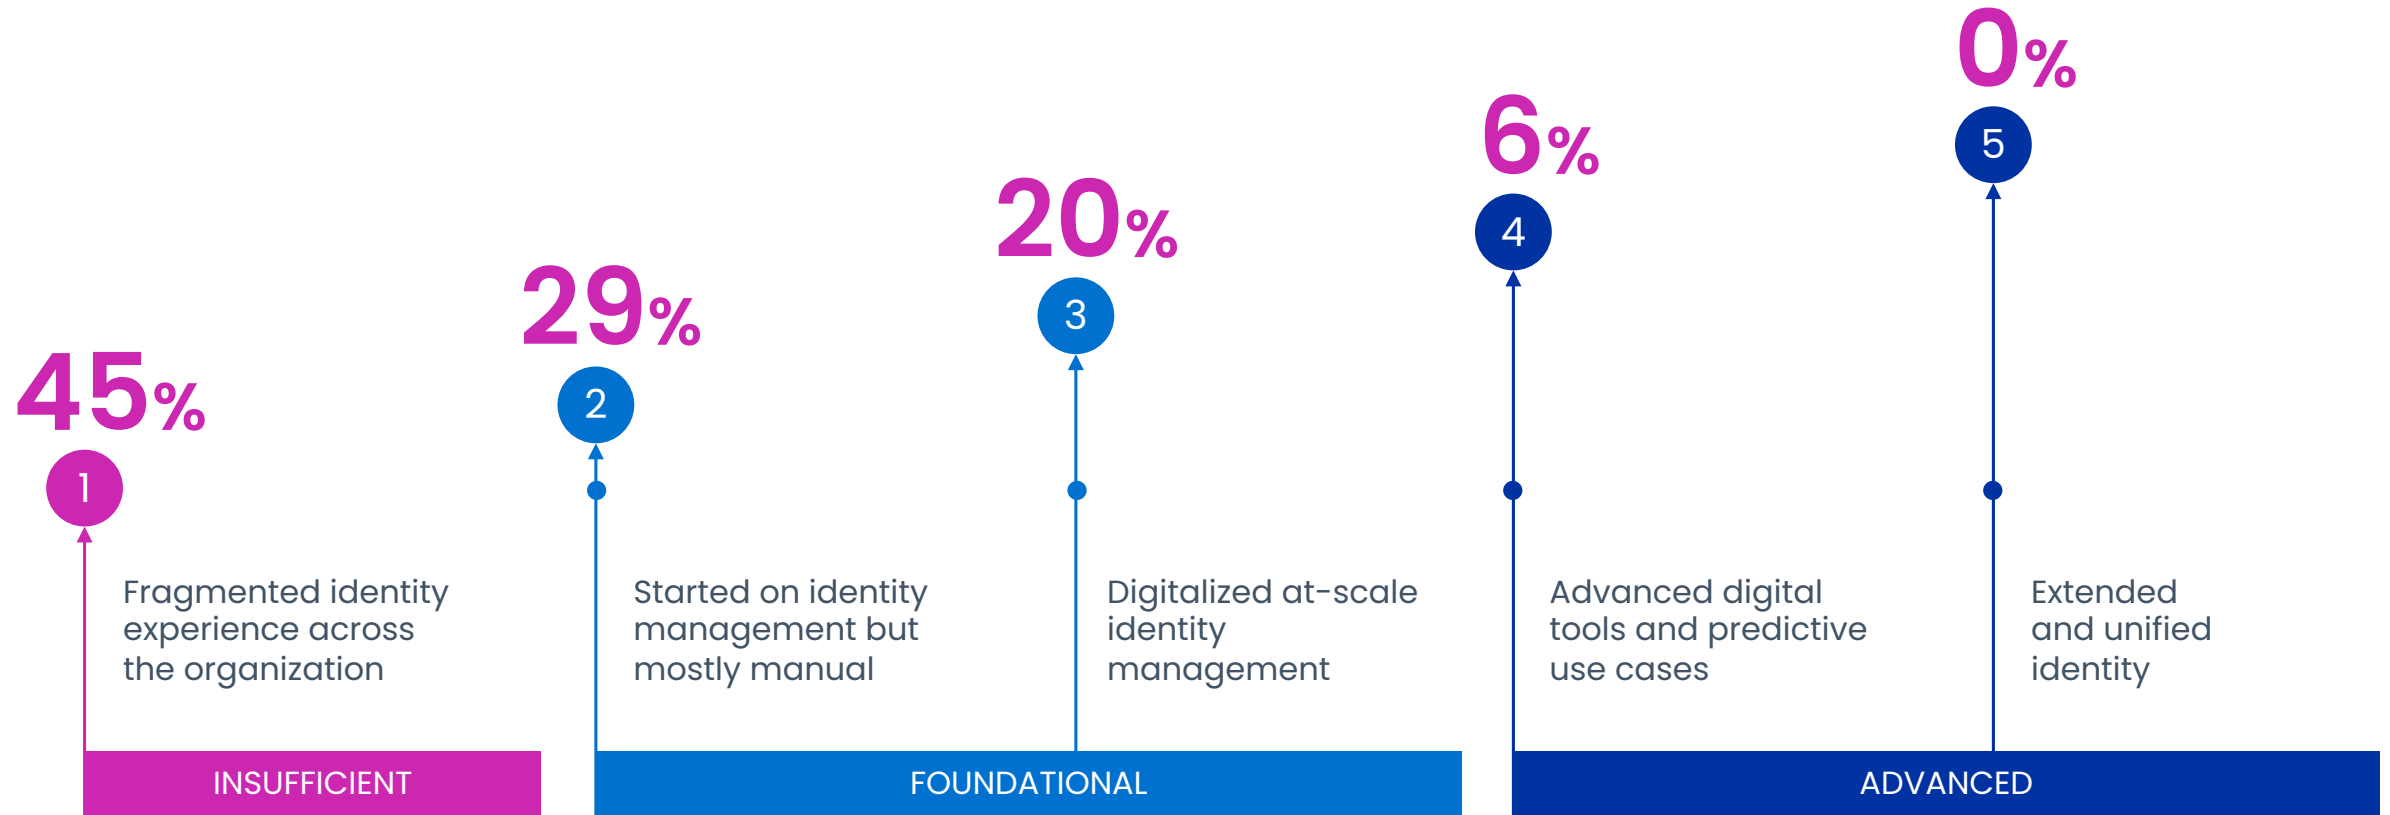 45%
1
Fragmented identity
experience across
the organization
INSUFFICIENT
29%
2
Started on identity
management but
mostly manual
20%
3
Digitalized at-scale
identity
management
FOUNDATIONAL
6%
4
Advanced digital
tools and predictive
use cases
0%
5
Extended
and unified
identity
ADVANCED